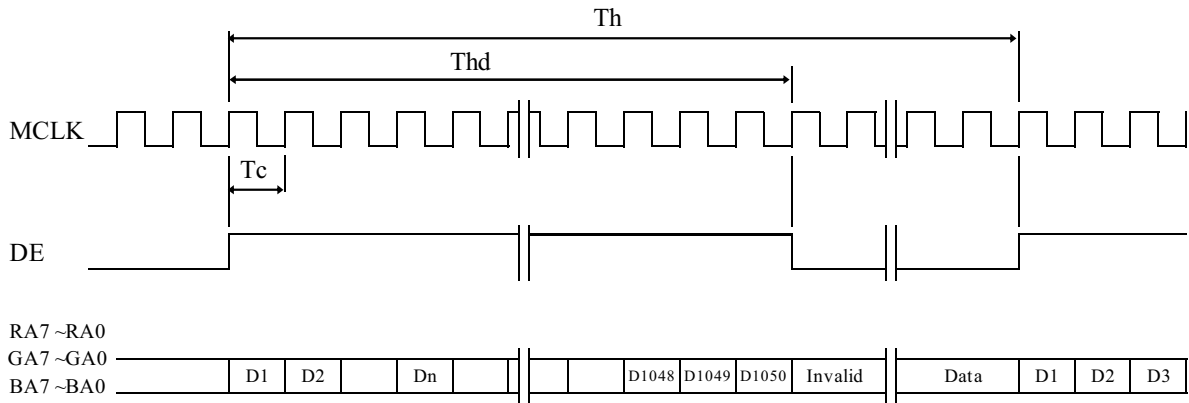 Th
Thd
MCLK
Tc
DE
RA7 ~RA0
GA7 ~GA0
BA7 ~BA0
D1 D2 Dn D1048 D1049 D1050 Invalid Data D1 D2 D3